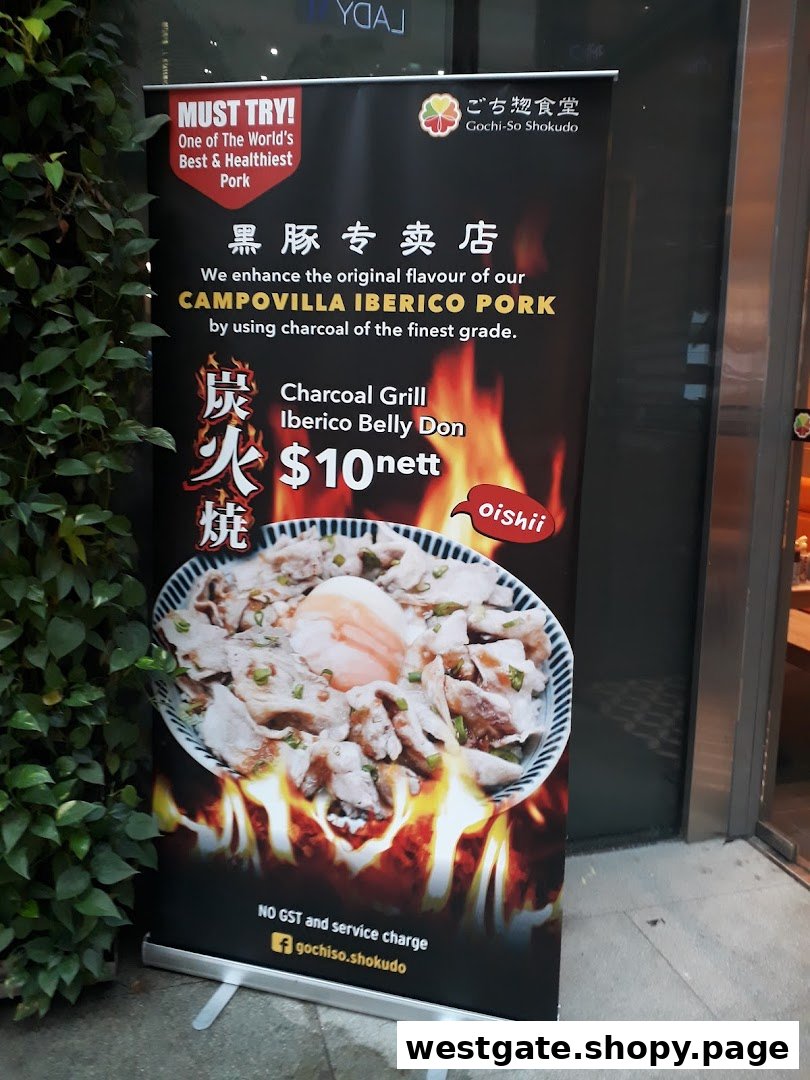 LADY
MUST TRY!
One of The World's
Best & Healthiest
Pork
ごち惣食堂
Gochi-So Shokudo
黑豚专卖店
We enhance the original flavour of our
CAMPOVILLA IBERICO PORK
by using charcoal of the finest grade.
炭火焼
Charcoal Grill
Iberico Belly Don
$10nett
oishii
NO GST and service charge
gochiso.shokudo
westgate.shopy.page